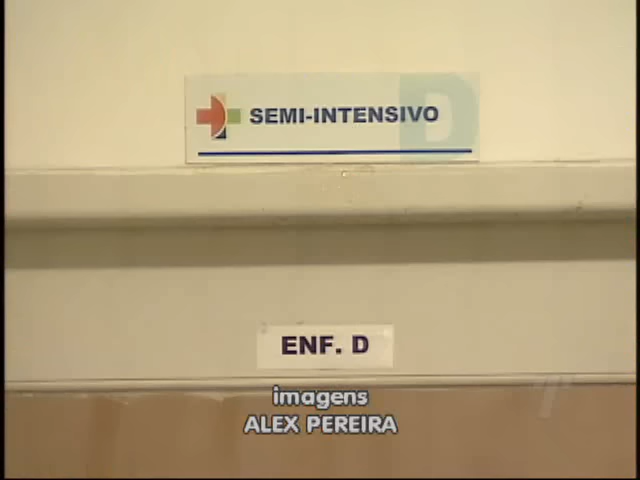 SEMI-INTENSIVO
D
ENF. D
imagens
ALEX PEREIRA